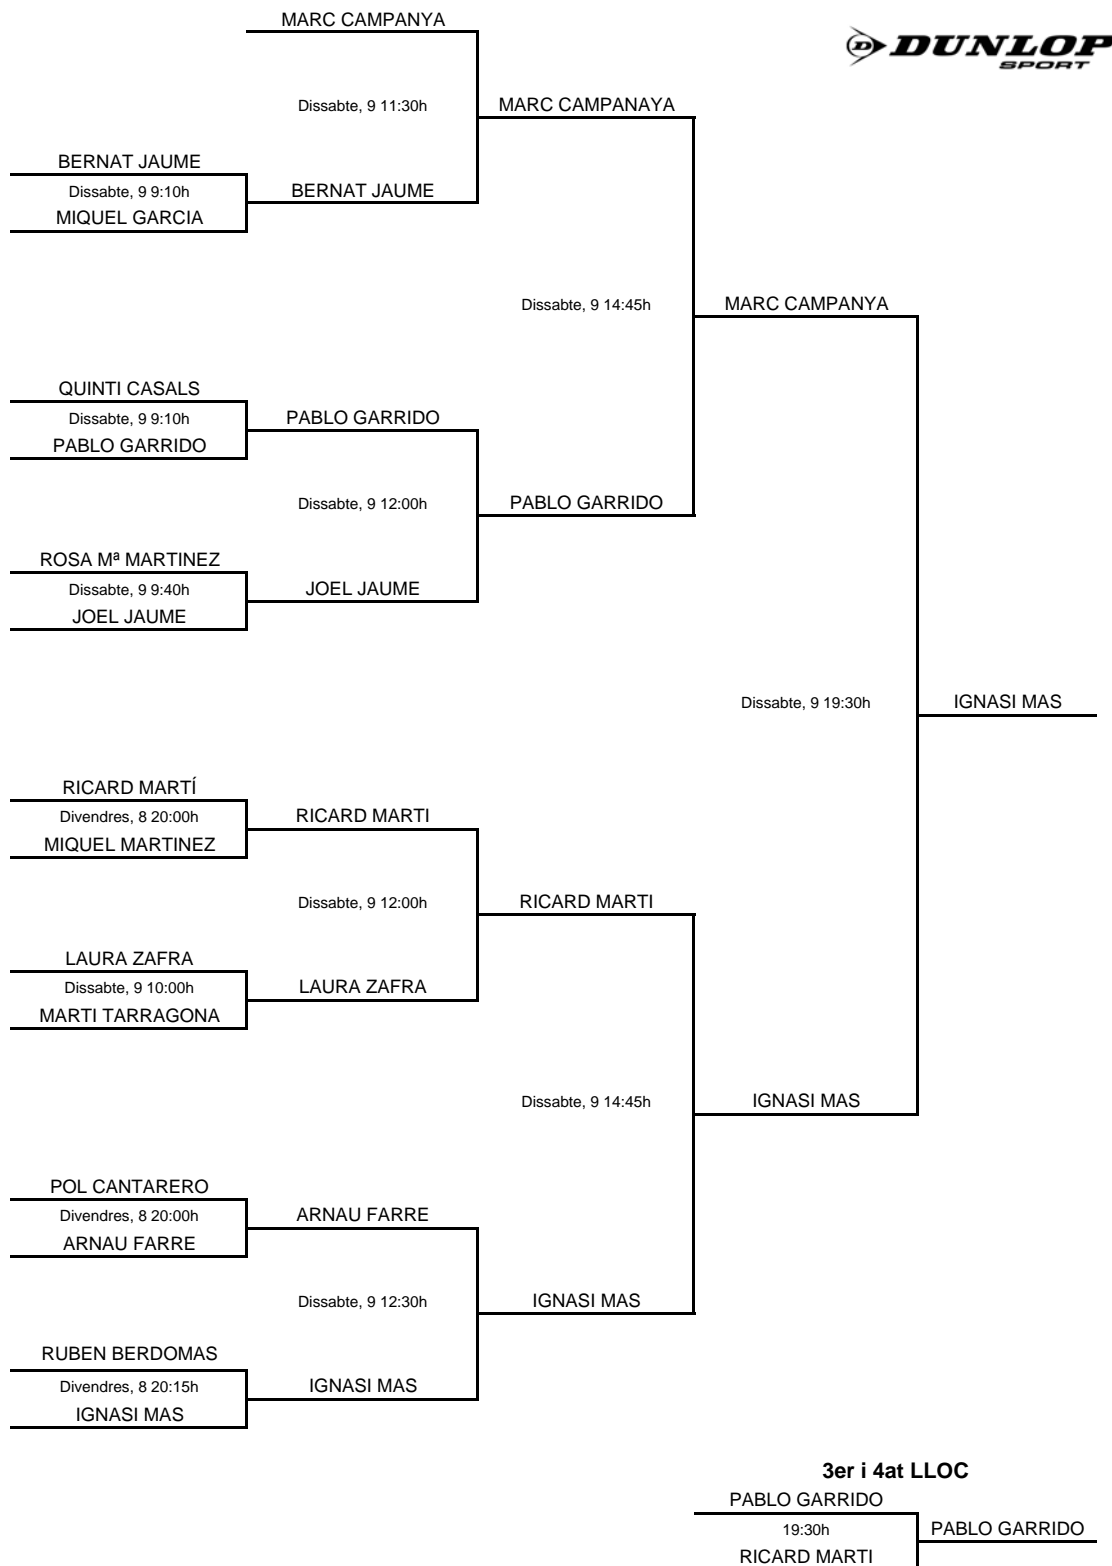 MARC CAMPANYA
DUNLOP
SPORT
Dissabte, 9 11:30h
MARC CAMPANAYA
BERNAT JAUME
Dissabte, 9 9:10h
BERNAT JAUME
MIQUEL GARCIA
Dissabte, 9 14:45h
MARC CAMPANYA
QUINTI CASALS
Dissabte, 9 9:10h
PABLO GARRIDO
PABLO GARRIDO
Dissabte, 9 12:00h
PABLO GARRIDO
ROSA Mª MARTINEZ
Dissabte, 9 9:40h
JOEL JAUME
JOEL JAUME
Dissabte, 9 19:30h
IGNASI MAS
RICARD MARTÍ
Divendres, 8 20:00h
RICARD MARTI
MIQUEL MARTINEZ
Dissabte, 9 12:00h
RICARD MARTI
LAURA ZAFRA
Dissabte, 9 10:00h
LAURA ZAFRA
MARTI TARRAGONA
Dissabte, 9 14:45h
IGNASI MAS
POL CANTARERO
Divendres, 8 20:00h
ARNAU FARRE
ARNAU FARRE
Dissabte, 9 12:30h
IGNASI MAS
RUBEN BERDOMAS
Divendres, 8 20:15h
IGNASI MAS
IGNASI MAS
3er i 4at LLOC
PABLO GARRIDO
19:30h
PABLO GARRIDO
RICARD MARTI